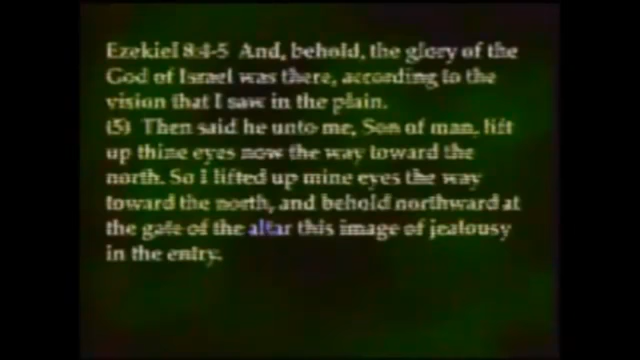 Ezekiel 8:4-5 And, behold, the glory of the
God of Israel was there, according to the
vision that I saw in the plain.
(5) Then said he unto me, Son of man, lift
up thine eyes now the way toward the
north. So I lifted up mine eyes the way
toward the north, and behold northward at
the gate of the altar this image of jealousy
in the entry.